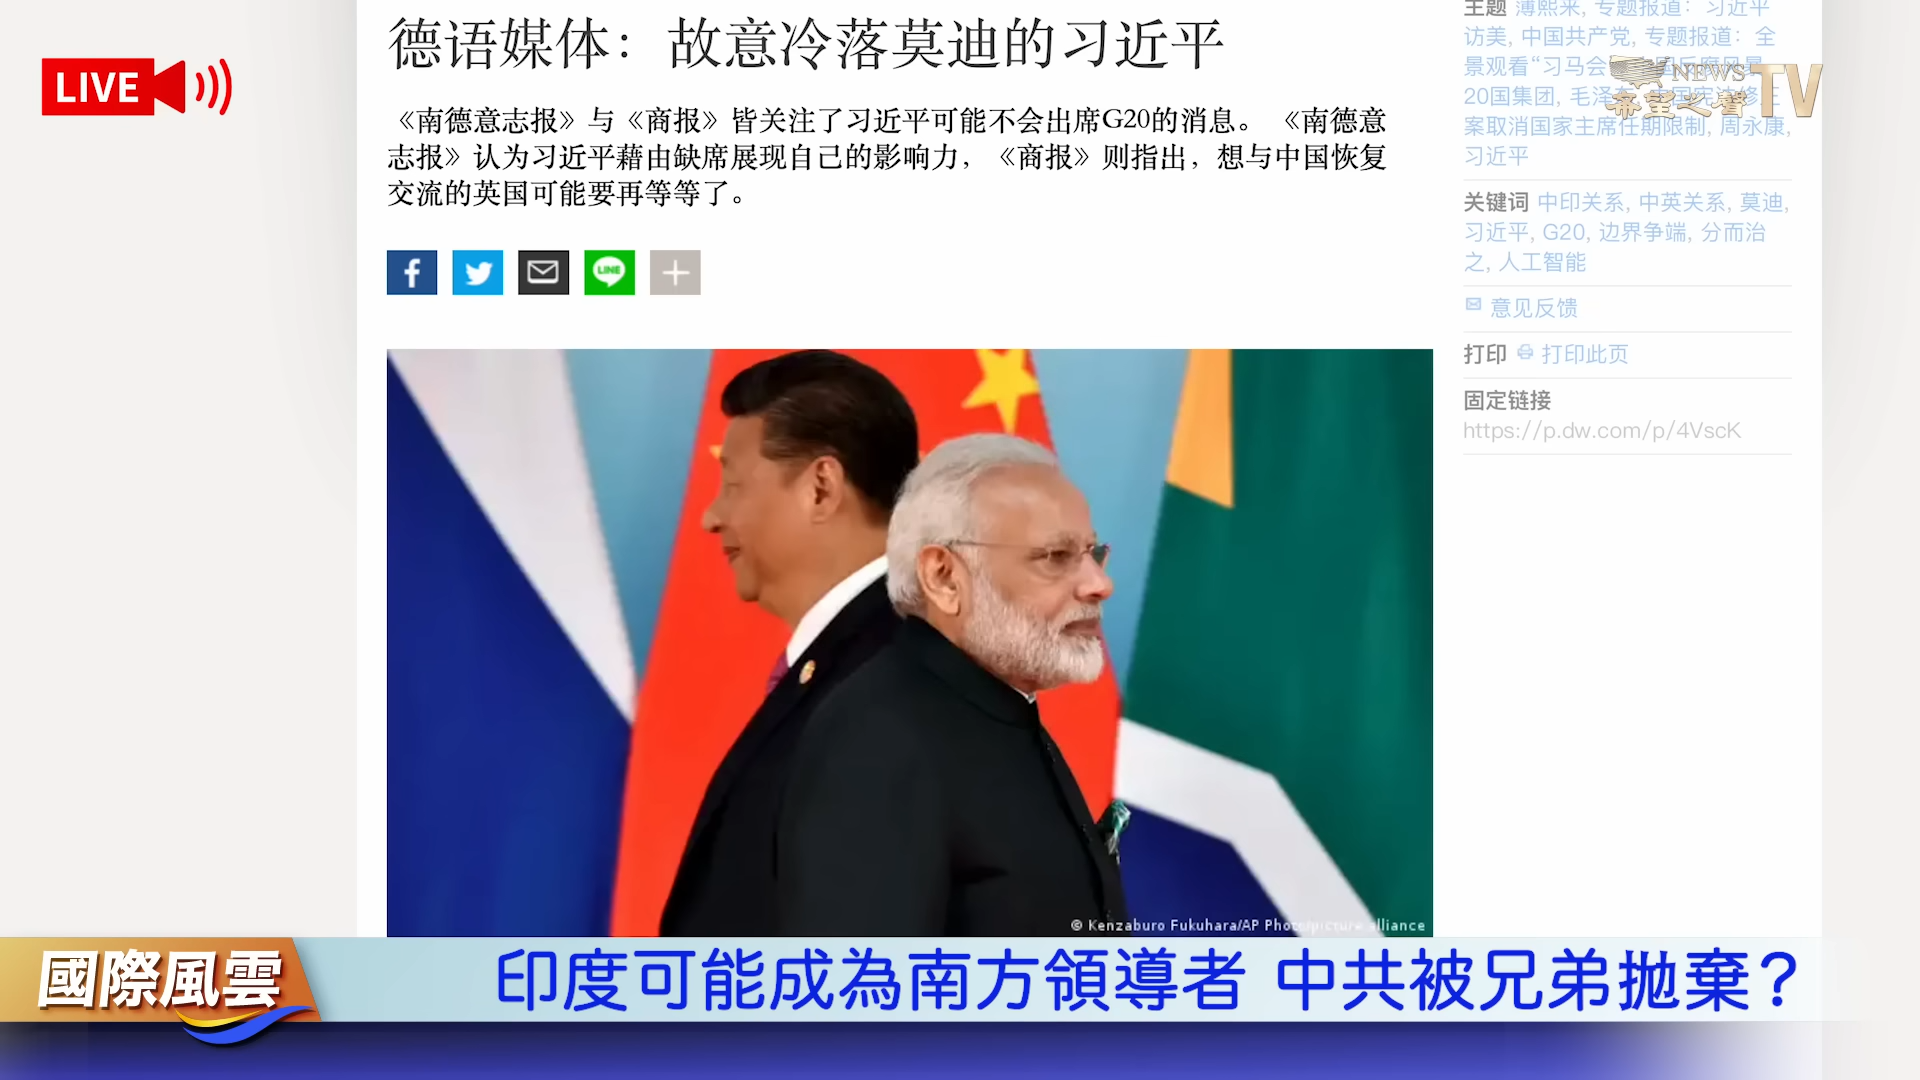 LIVE
德语媒体：故意冷落莫迪的习近平
《南德意志报》与《商报》皆关注了习近平可能不会出席G20的消息。 《南德意
志报》认为习近平藉由缺席展现自己的影响力，《商报》则指出，想与中国恢复
交流的英国可能要再等等了。
LINE
主题 薄熙来, 专题报道：习近平
访美, 中国共产党, 专题报道：全
景观看“习马会
20国集团, 毛泽
案取消国家主席任期限制, 周永康,
习近平
NEWS
希望之聲TV
关键词 中印关系, 中英关系, 莫迪,
习近平, G20, 边界争端, 分而治
之, 人工智能
意见反馈
打印 打印此页
固定链接
https://p.dw.com/p/4VscK
© Kenzaburo Fukuhara/AP Photo/picture alliance
國際風雲
印度可能成為南方領導者 中共被兄弟拋棄？